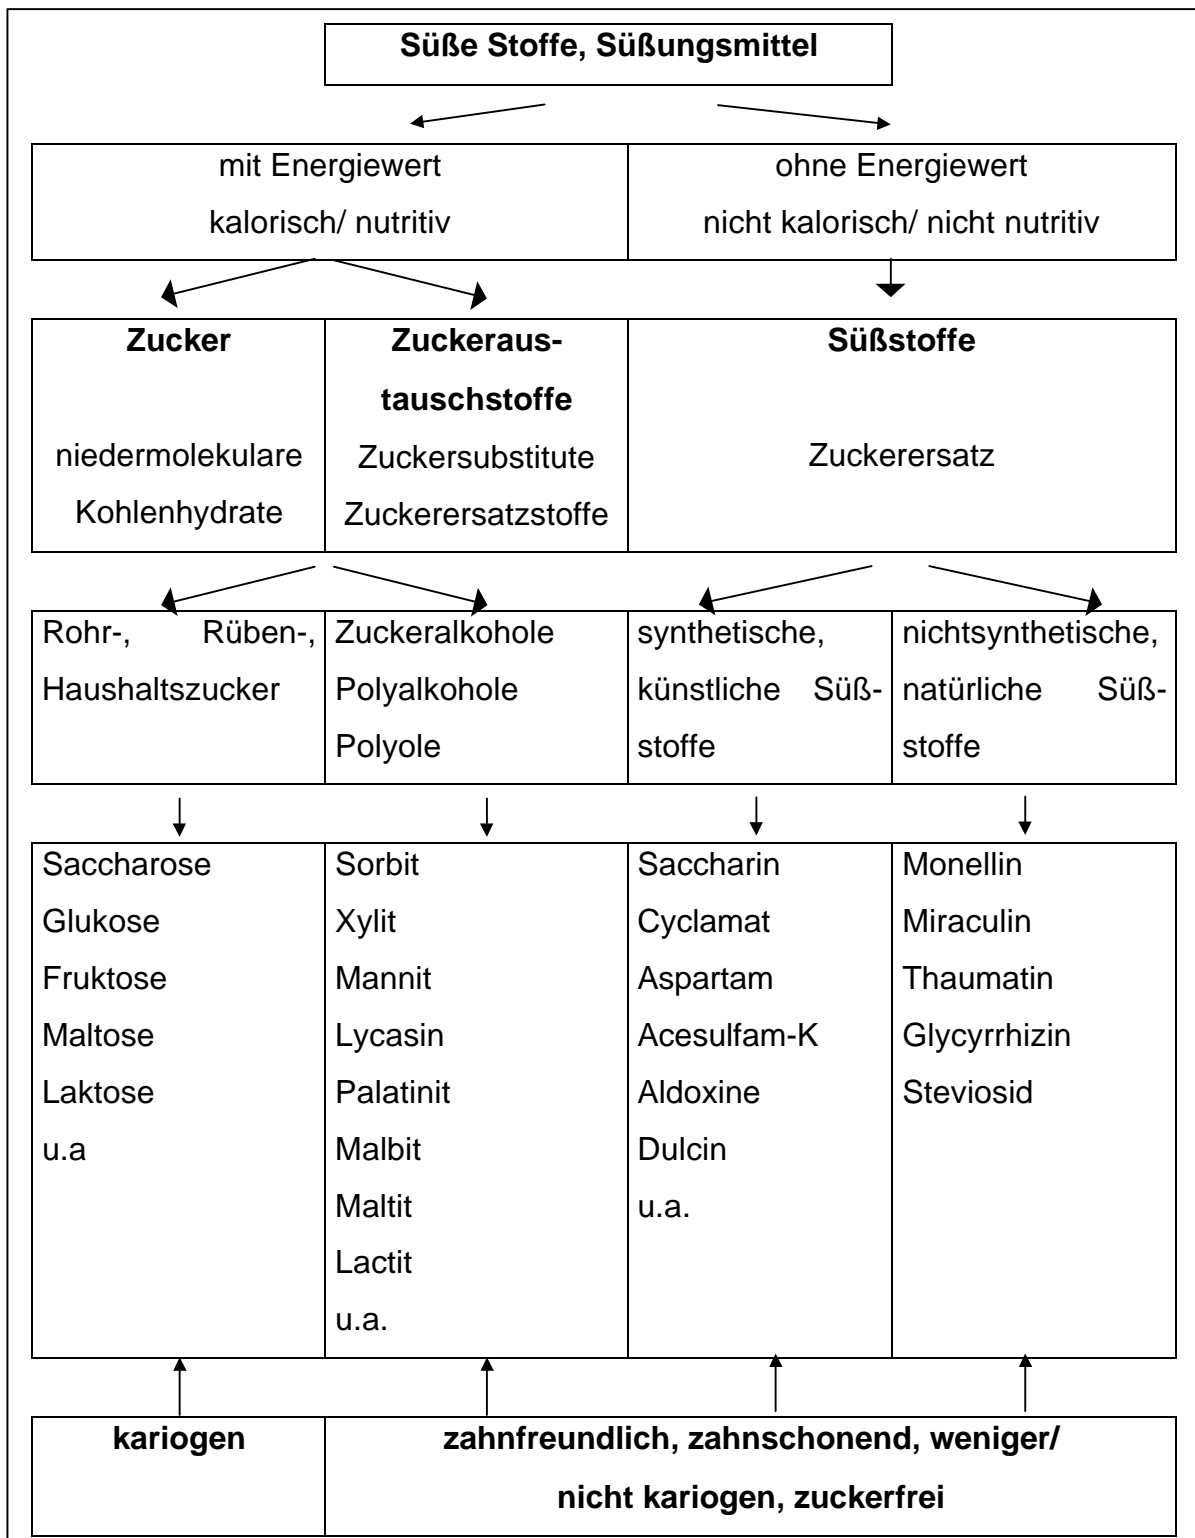 Süße Stoffe, Süßungsmittel
mit Energiewert
kalorisch/ nutritiv
ohne Energiewert
nicht kalorisch/ nicht nutritiv
Zucker
niedermolekulare
Kohlenhydrate
Zuckeraus-
tauschstoffe
Zuckersubstitute
Zuckerersatzstoffe
Süßstoffe
Zuckerersatz
Rohr-, Rüben-,
Haushaltszucker
Zuckeralkohole
Polyalkohole
Polyole
synthetische,
künstliche Süß-
stoffe
nichtsynthetische,
natürliche Süß-
stoffe
Saccharose
Glukose
Fruktose
Maltose
Laktose
u.a
Sorbit
Xylit
Mannit
Lycasin
Palatinit
Malbit
Maltit
Lactit
u.a.
Saccharin
Cyclamat
Aspartam
Acesulfam-K
Aldoxine
Dulcin
u.a.
Monellin
Miraculin
Thaumatin
Glycyrrhizin
Steviosid
kariogen
zahnfreundlich, zahnschonend, weniger/
nicht kariogen, zuckerfrei